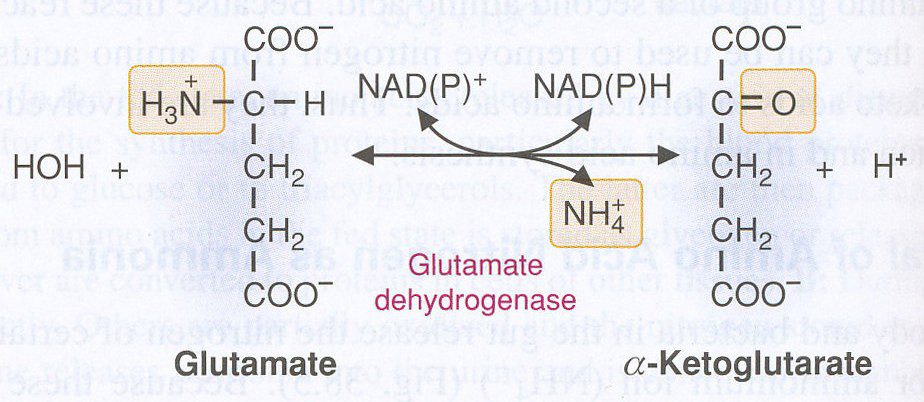 COO⁻ COO⁻
H₃N⁺–C–H NAD(P)⁺ NAD(P)H C=O
HOH + CH₂ CH₂ + H⁺
NH₄⁺
CH₂ CH₂
Glutamate
dehydrogenase
COO⁻ COO⁻
Glutamate α-Ketoglutarate